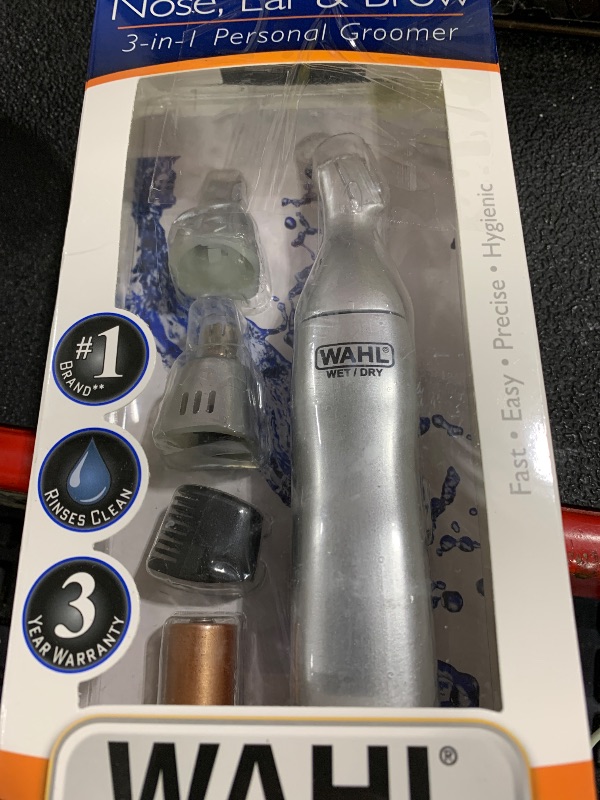 Nose, Ear & Brow
3-in-1 Personal Groomer
Fast • Easy • Precise • Hygienic
WAHL®
WET / DRY
#1
BRAND**
RINSES CLEAN
3
YEAR WARRANTY
WAHL®